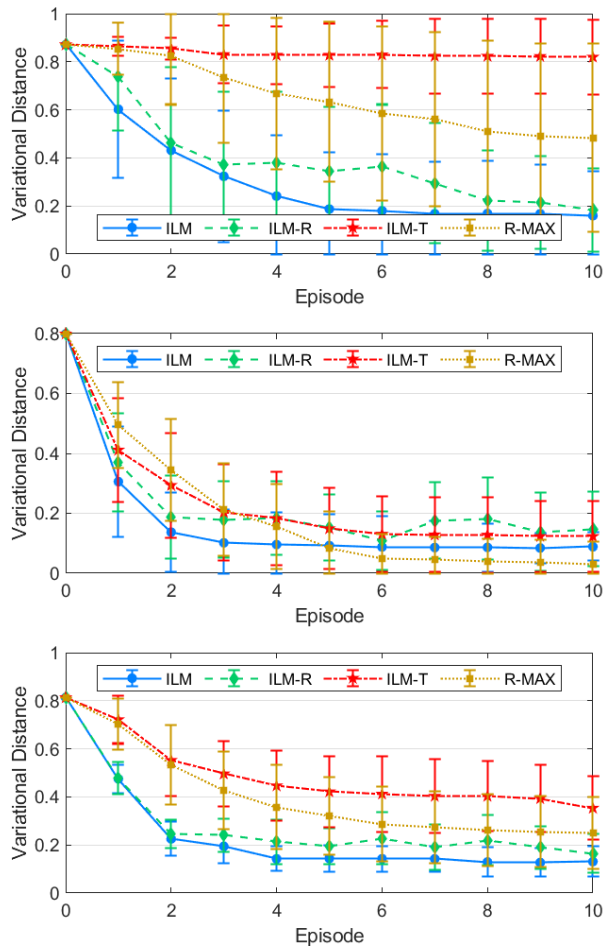 1
0.8
0.6
0.4
0.2
0
Variational Distance
ILM ILM-R ILM-T R-MAX
0 2 4 6 8 10
Episode
0.8
0.6
0.4
0.2
0
Variational Distance
ILM ILM-R ILM-T R-MAX
0 2 4 6 8 10
Episode
1
0.8
0.6
0.4
0.2
0
Variational Distance
ILM ILM-R ILM-T R-MAX
0 2 4 6 8 10
Episode